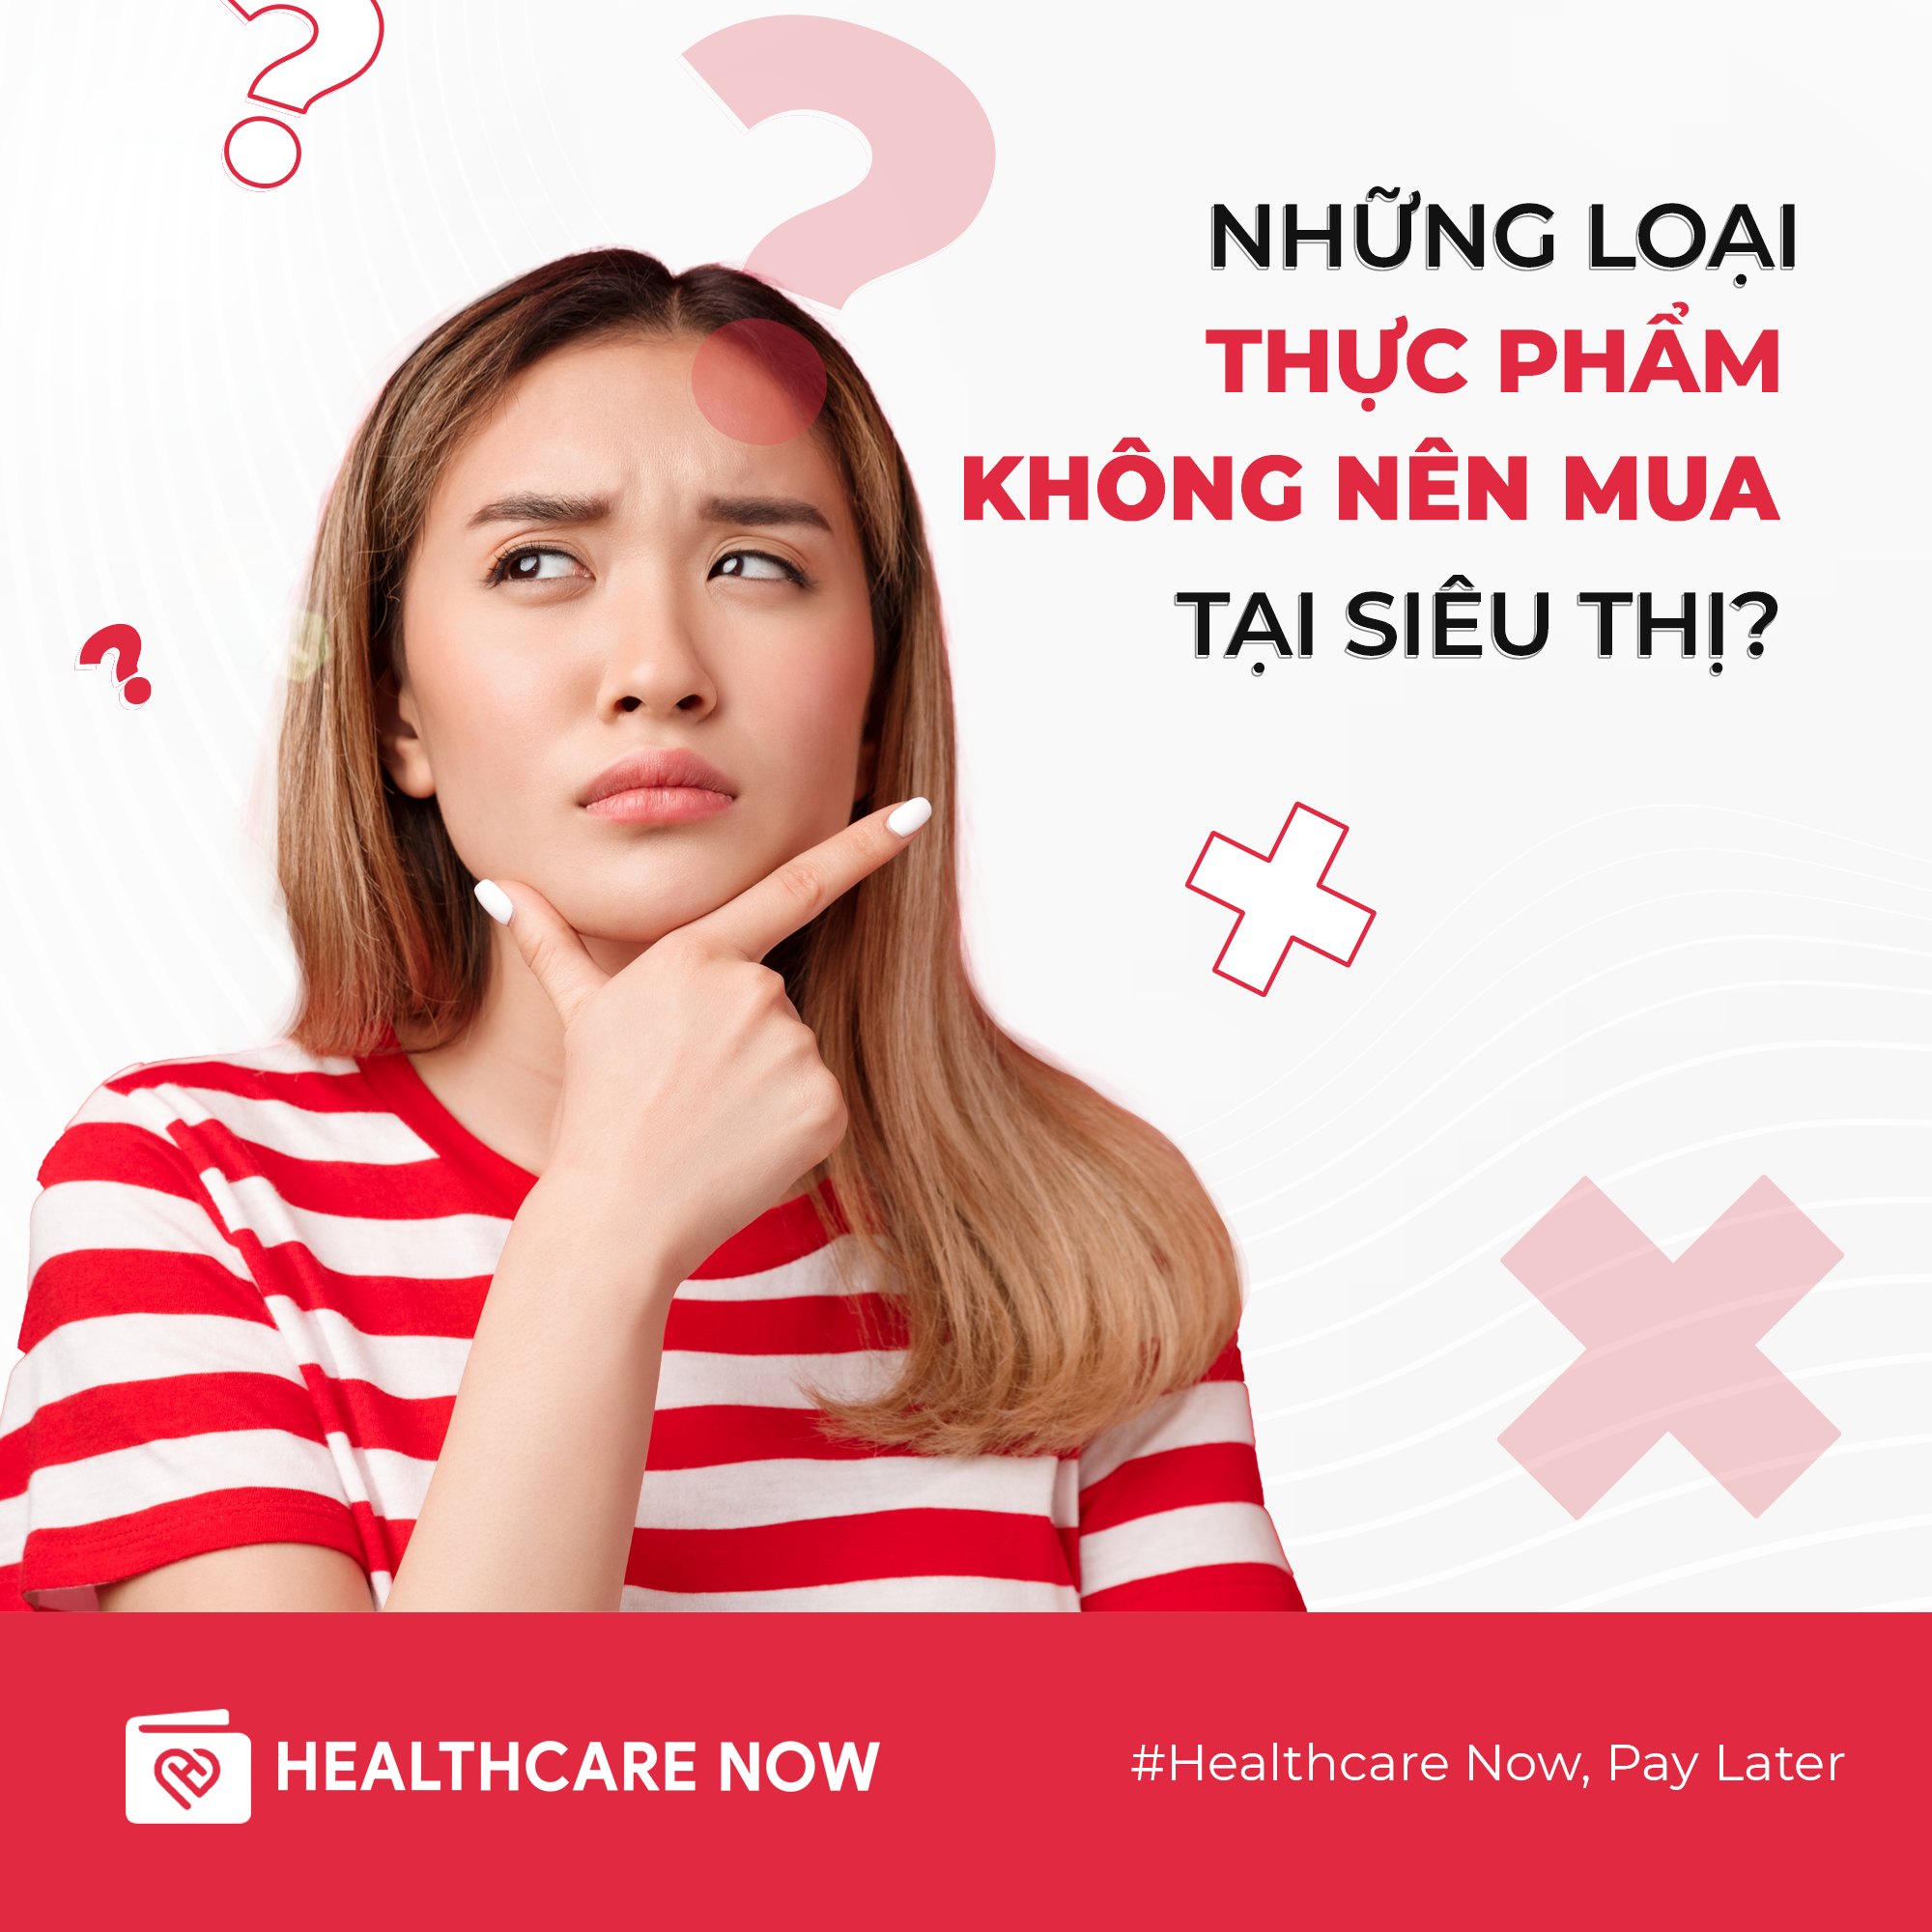 NHỮNG LOẠI
THỰC PHẨM
KHÔNG NÊN MUA
TẠI SIÊU THỊ?
HEALTHCARE NOW
#Healthcare Now, Pay Later